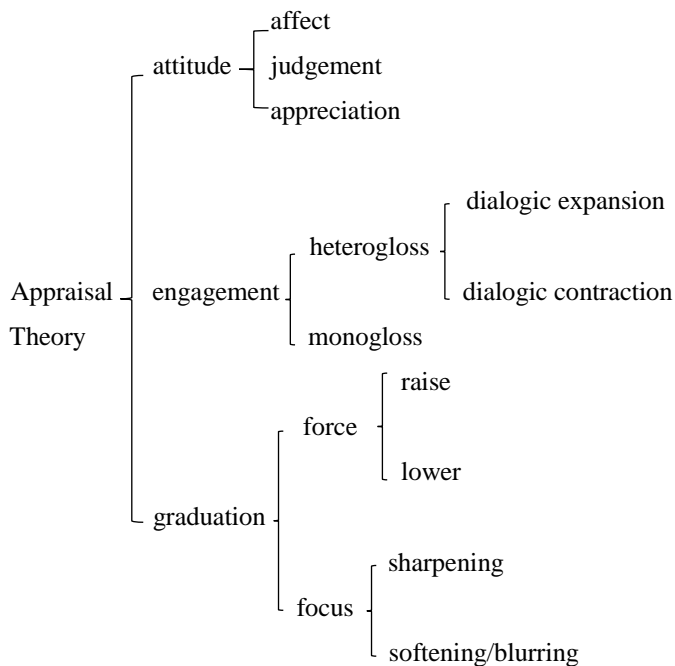 affect
attitude
judgement
appreciation
dialogic expansion
heterogloss
Appraisal
engagement
dialogic contraction
Theory
monogloss
raise
force
lower
graduation
sharpening
focus
softening/blurring